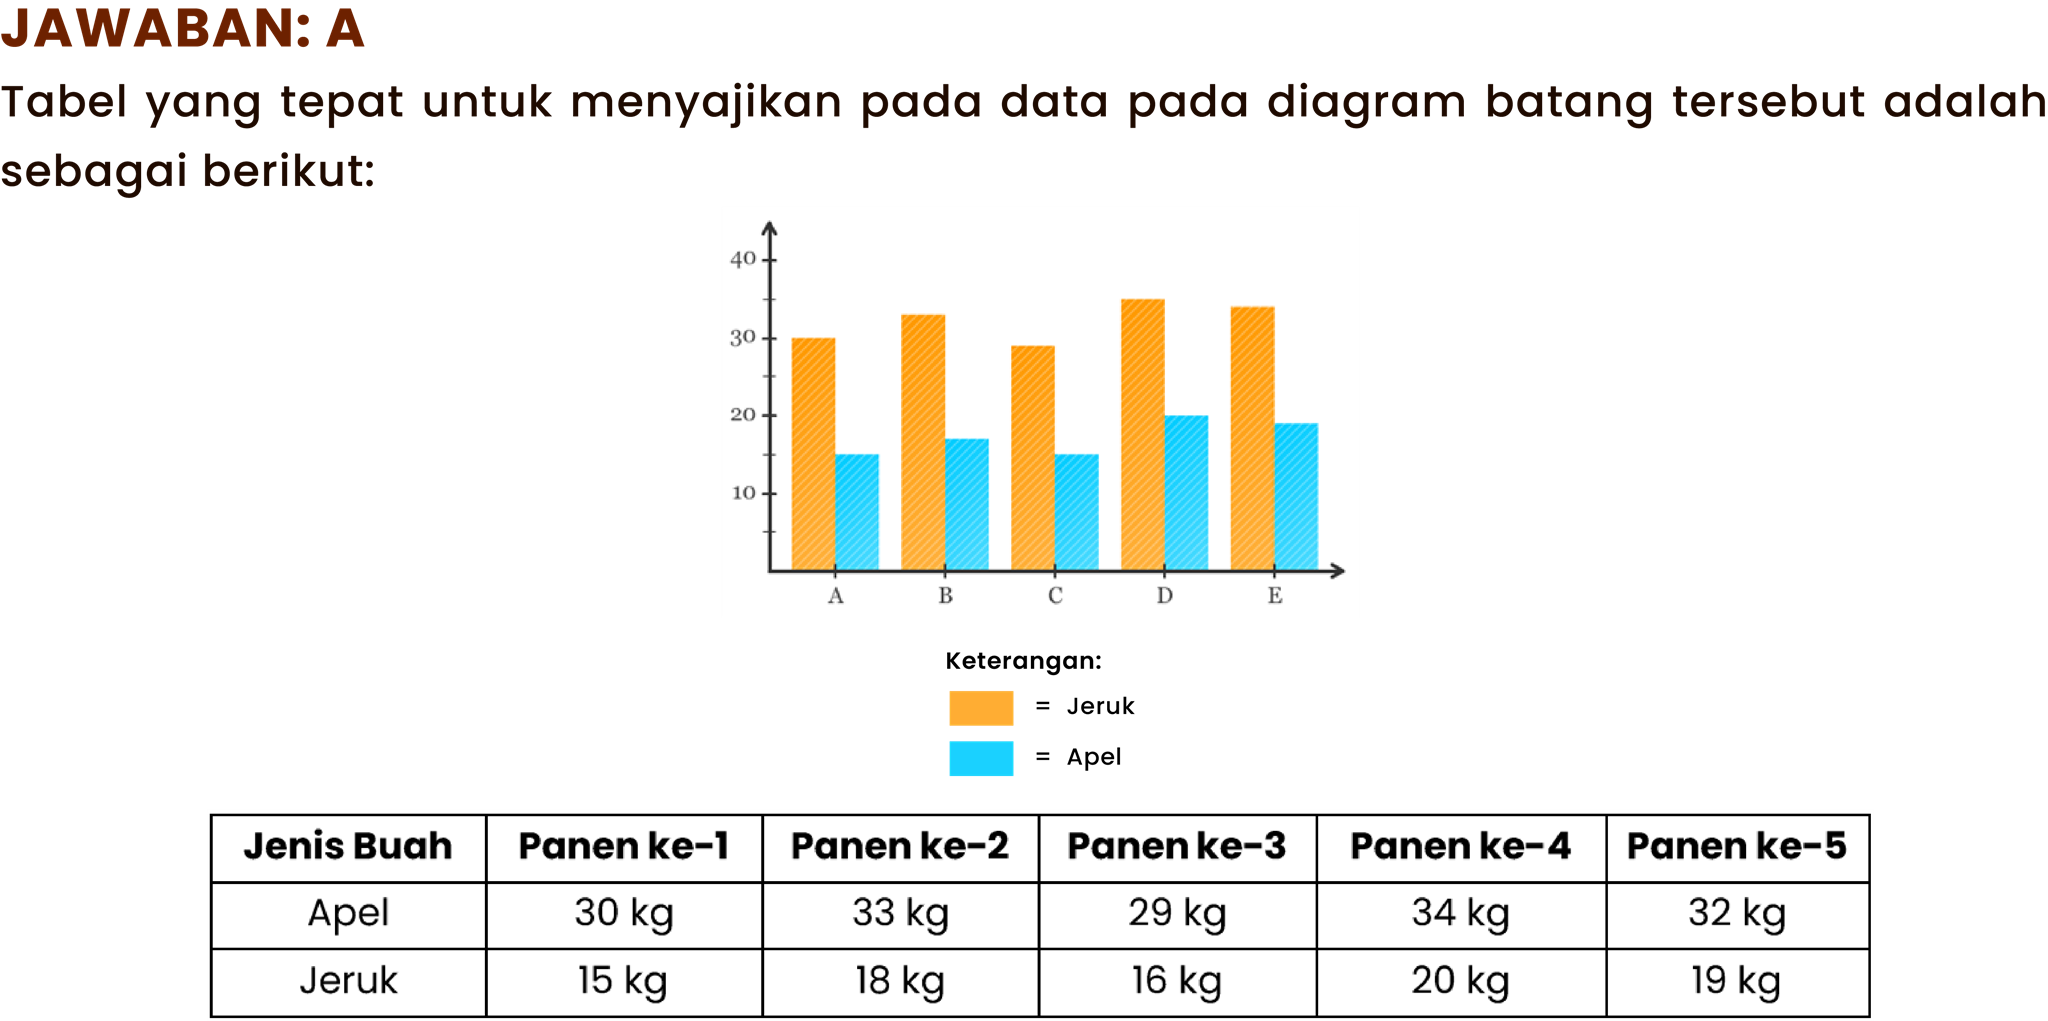 JAWABAN: A
Tabel yang tepat untuk menyajikan pada data pada diagram batang tersebut adalah
sebagai berikut:
40
30
20
10
A B C D E
Keterangan:
= Jeruk
= Apel
Jenis Buah Panen ke-1 Panen ke-2 Panen ke-3 Panen ke-4 Panen ke-5
Apel 30 kg 33 kg 29 kg 34 kg 32 kg
Jeruk 15 kg 18 kg 16 kg 20 kg 19 kg